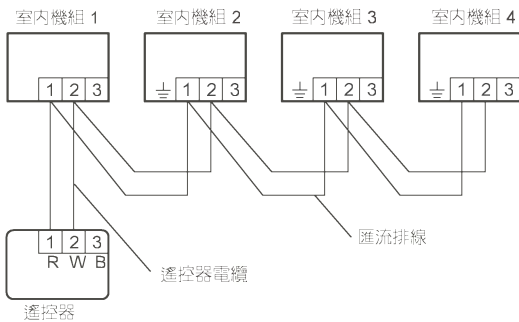 室內機組 1
室內機組 2
室內機組 3
室內機組 4
1 2 3
1 2 3
1 2 3
1 2 3
匯流排線
1 2 3
R W B
遙控器電纜
遙控器